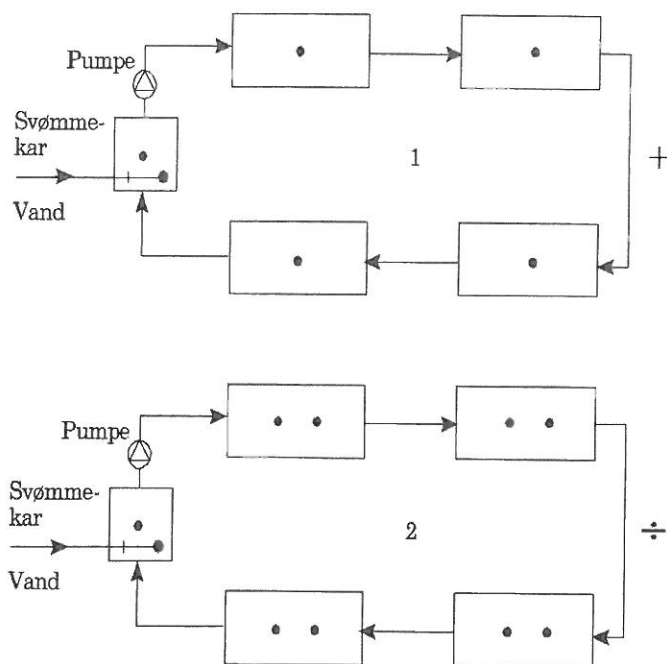 Pumpe
Svømme-
kar
1
+
Vand
Pumpe
Svømme-
kar
2
÷
Vand